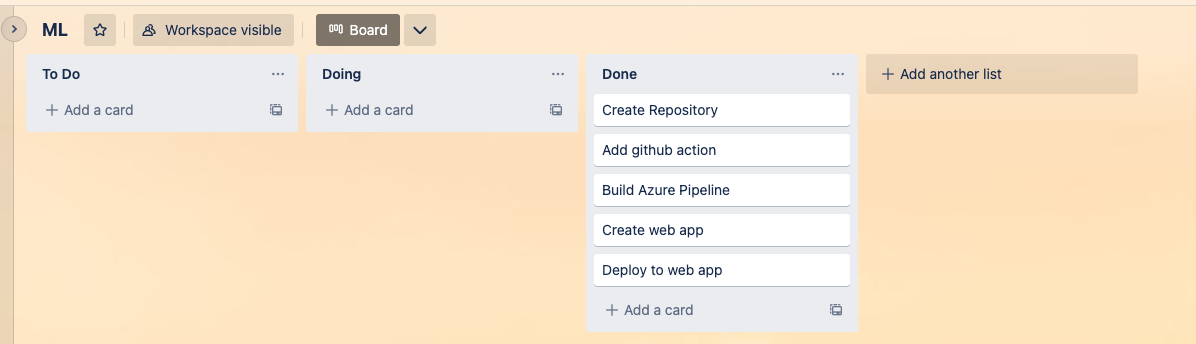 ML
Workspace visible
Board
To Do
Add a card
Doing
Add a card
Done
Create Repository
Add github action
Build Azure Pipeline
Create web app
Deploy to web app
Add a card
Add another list